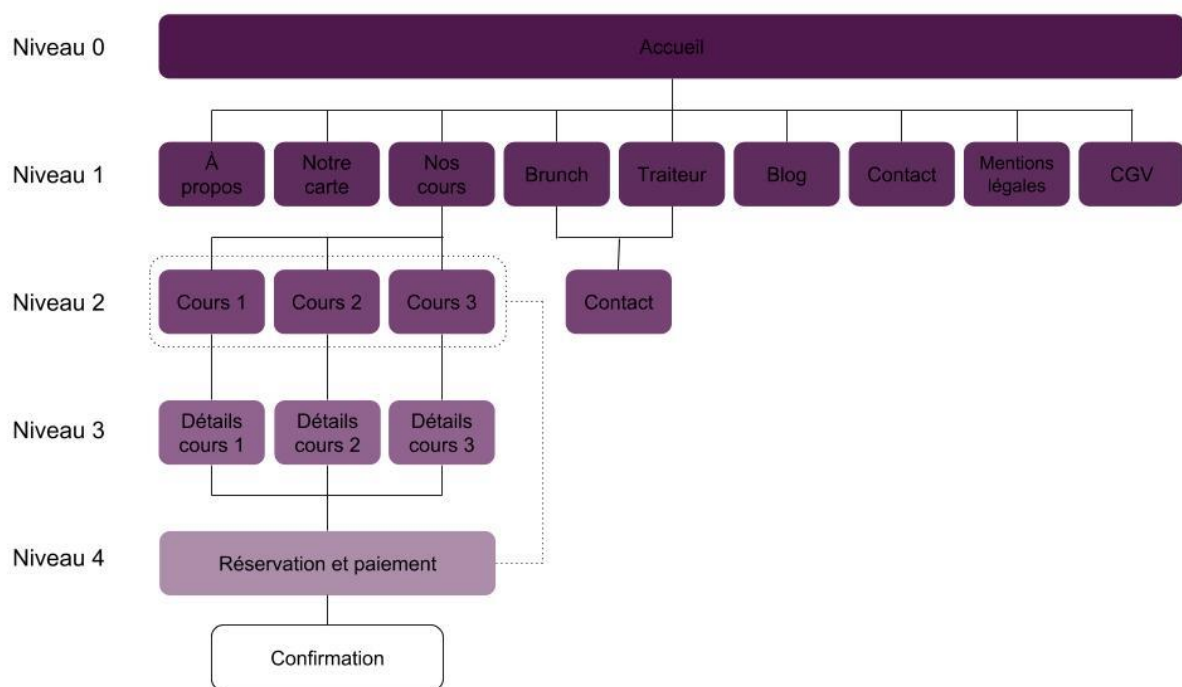 Niveau 0
Accueil
Niveau 1
À
propos
Notre
carte
Nos
cours
Brunch
Traiteur
Blog
Contact
Mentions
légales
CGV
Niveau 2
Cours 1
Cours 2
Cours 3
Contact
Niveau 3
Détails
cours 1
Détails
cours 2
Détails
cours 3
Niveau 4
Réservation et paiement
Confirmation